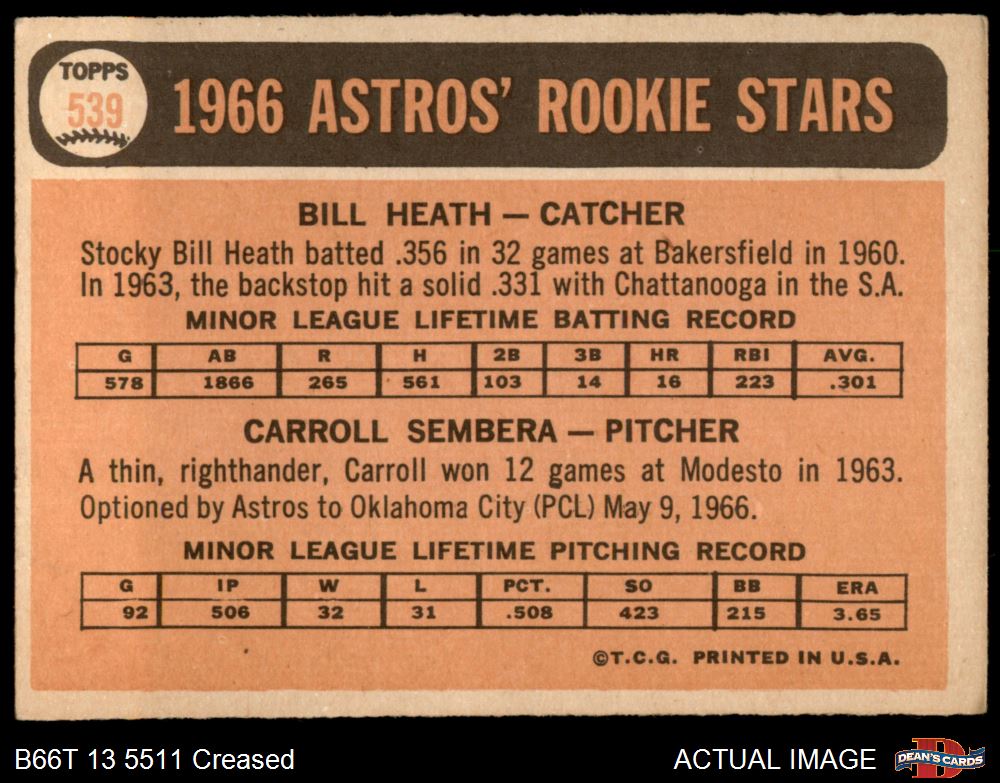 TOPPS
539
1966 ASTROS' ROOKIE STARS
BILL HEATH — CATCHER
Stocky Bill Heath batted .356 in 32 games at Bakersfield in 1960.
In 1963, the backstop hit a solid .331 with Chattanooga in the S.A.
MINOR LEAGUE LIFETIME BATTING RECORD
G AB R H 2B 3B HR RBI AVG.
578 1866 265 561 103 14 16 223 .301
CARROLL SEMBERA — PITCHER
A thin, righthander, Carroll won 12 games at Modesto in 1963.
Optioned by Astros to Oklahoma City (PCL) May 9, 1966.
MINOR LEAGUE LIFETIME PITCHING RECORD
G IP W L PCT. SO BB ERA
92 506 32 31 .508 423 215 3.65
©T.C.G. PRINTED IN U.S.A.
B66T 13 5511 Creased
ACTUAL IMAGE
D
DEAN'S CARDS